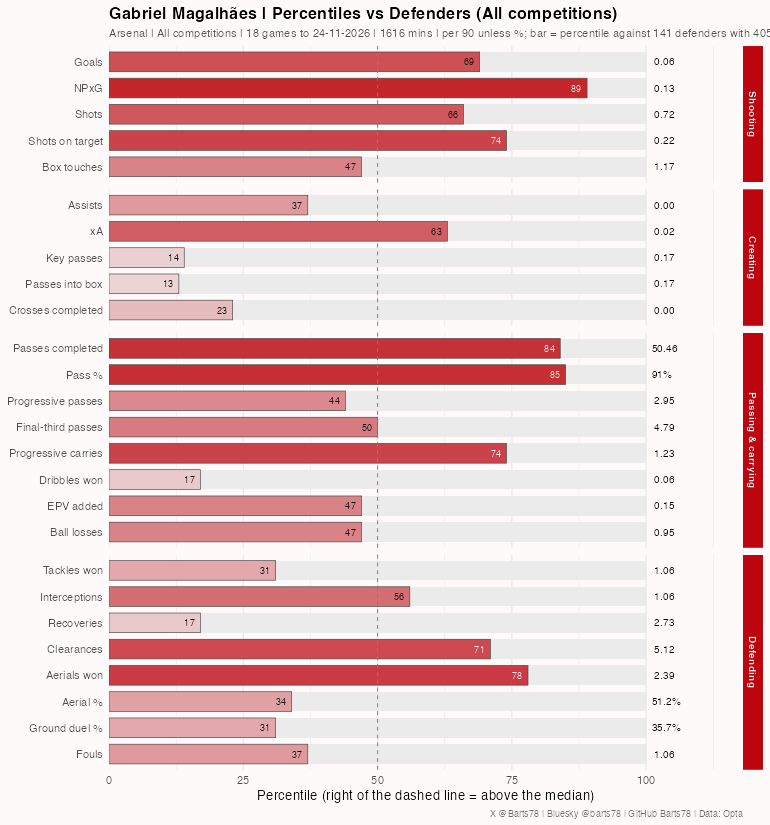 Gabriel Magalhães | Percentiles vs Defenders (All competitions)
Arsenal | All competitions | 18 games to 24-11-2026 | 1616 mins | per 90 unless %; bar = percentile against 141 defenders with 405
Shooting
Goals 69 0.06
NPxG 89 0.13
Shots 66 0.72
Shots on target 74 0.22
Box touches 47 1.17
Creating
Assists 37 0.00
xA 63 0.02
Key passes 14 0.17
Passes into box 13 0.17
Crosses completed 23 0.00
Passing & carrying
Passes completed 84 50.46
Pass % 85 91%
Progressive passes 44 2.95
Final-third passes 50 4.79
Progressive carries 74 1.23
Dribbles won 17 0.06
EPV added 47 0.15
Ball losses 47 0.95
Defending
Tackles won 31 1.06
Interceptions 56 1.06
Recoveries 17 2.73
Clearances 71 5.12
Aerials won 78 2.39
Aerial % 34 51.2%
Ground duel % 31 35.7%
Fouls 37 1.06
0 25 50 75 100
Percentile (right of the dashed line = above the median)
X @Barts78 | Bluesky @barts78 | GitHub Barts78 | Data: Opta